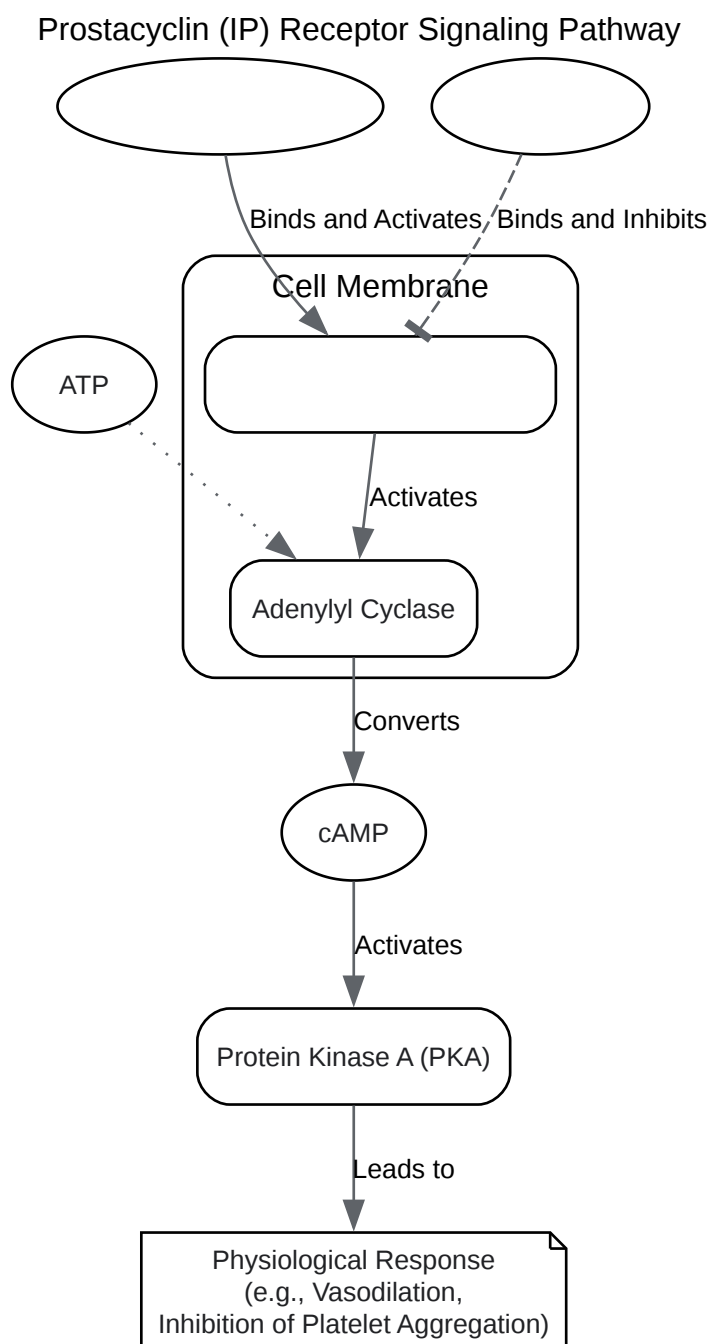 Prostacyclin (IP) Receptor Signaling Pathway
Binds and Activates
Binds and Inhibits
Cell Membrane
ATP
Activates
Adenylyl Cyclase
Converts
cAMP
Activates
Protein Kinase A (PKA)
Leads to
Physiological Response
(e.g., Vasodilation,
Inhibition of Platelet Aggregation)